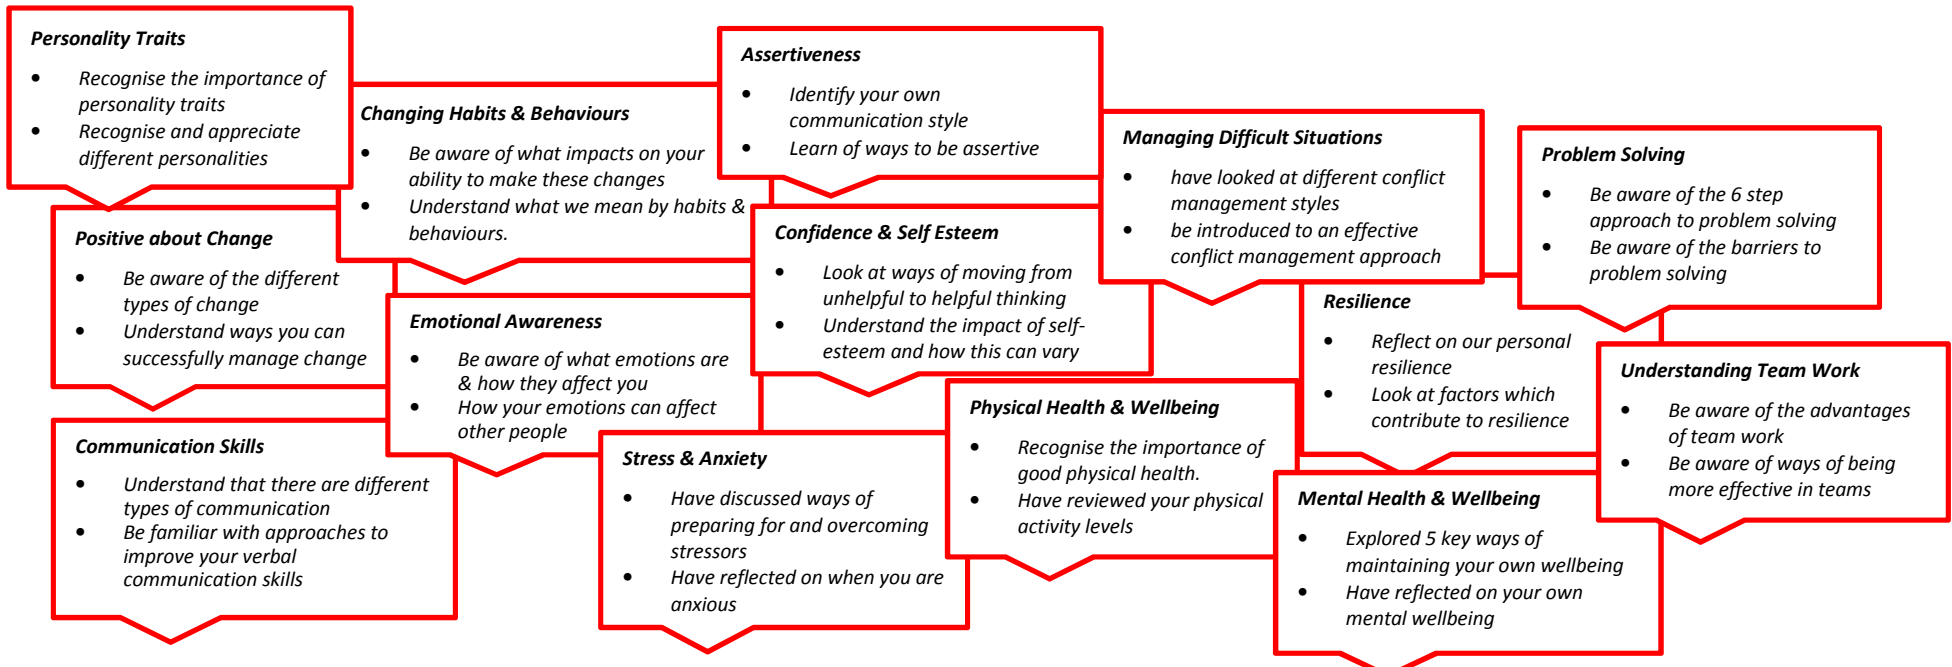 Personality Traits
• Recognise the importance of
personality traits
• Recognise and appreciate
different personalities
Changing Habits & Behaviours
• Be aware of what impacts on your
ability to make these changes
• Understand what we mean by habits &
behaviours.
Assertiveness
• Identify your own
communication style
• Learn of ways to be assertive
Managing Difficult Situations
• have looked at different conflict
management styles
• be introduced to an effective
conflict management approach
Problem Solving
• Be aware of the 6 step
approach to problem solving
• Be aware of the barriers to
problem solving
Positive about Change
• Be aware of the different
types of change
• Understand ways you can
successfully manage change
Emotional Awareness
• Be aware of what emotions are
& how they affect you
• How your emotions can affect
other people
Confidence & Self Esteem
• Look at ways of moving from
unhelpful to helpful thinking
• Understand the impact of self-
esteem and how this can vary
Resilience
• Reflect on our personal
resilience
• Look at factors which
contribute to resilience
Understanding Team Work
• Be aware of the advantages
of team work
• Be aware of ways of being
more effective in teams
Communication Skills
• Understand that there are different
types of communication
• Be familiar with approaches to
improve your verbal
communication skills
Stress & Anxiety
• Have discussed ways of
preparing for and overcoming
stressors
• Have reflected on when you are
anxious
Physical Health & Wellbeing
• Recognise the importance of
good physical health.
• Have reviewed your physical
activity levels
Mental Health & Wellbeing
• Explored 5 key ways of
maintaining your own wellbeing
• Have reflected on your own
mental wellbeing